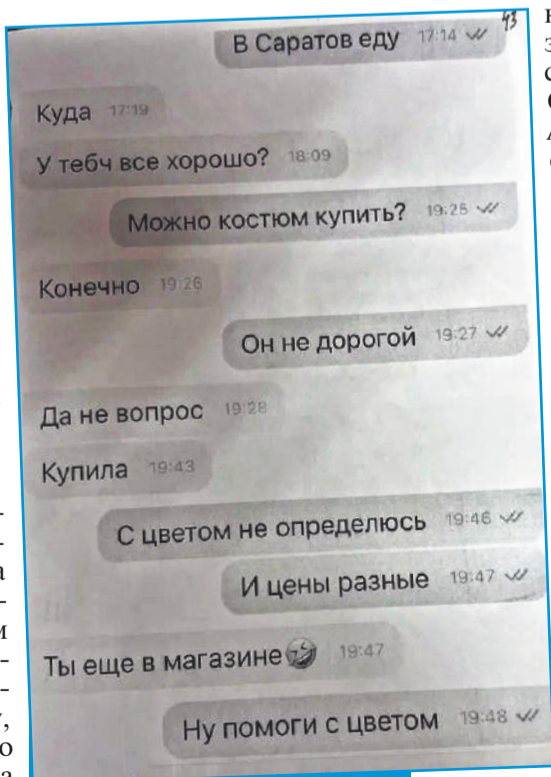 43
В Саратов еду 17:14
Куда 17:19
У тебч все хорошо? 18:09
Можно костюм купить? 19:25
Конечно 19:26
Он не дорогой 19:27
Да не вопрос 19:28
Купила 19:43
С цветом не определюсь 19:46
И цены разные 19:47
Ты еще в магазине🤣 19:47
Ну помоги с цветом 19:48